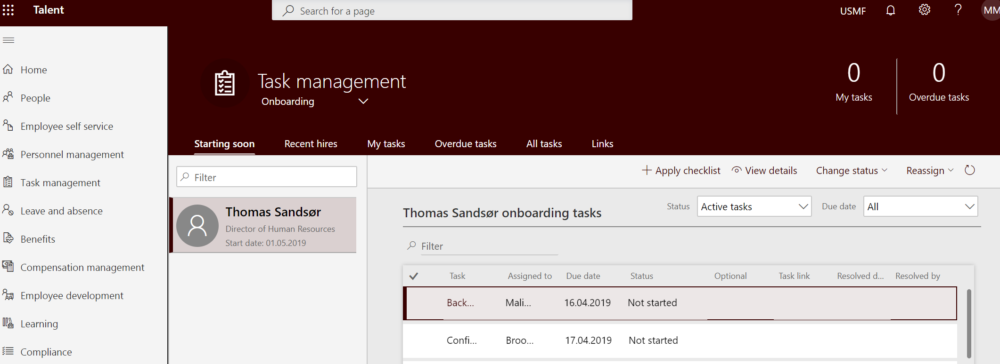 Talent
Search for a page
USMF
?
MM
Home
People
Employee self service
Personnel management
Task management
Leave and absence
Benefits
Compensation management
Employee development
Learning
Compliance
Task management
Onboarding
0
My tasks
0
Overdue tasks
Starting soon Recent hires My tasks Overdue tasks All tasks Links
Filter
Thomas Sandsør
Director of Human Resources
Start date: 01.05.2019
+ Apply checklist View details Change status Reassign
Thomas Sandsør onboarding tasks
Status Active tasks Due date All
Filter
Task Assigned to Due date Status Optional Task link Resolved d... Resolved by
Back... Mali... 16.04.2019 Not started
Confi... Broo... 17.04.2019 Not started